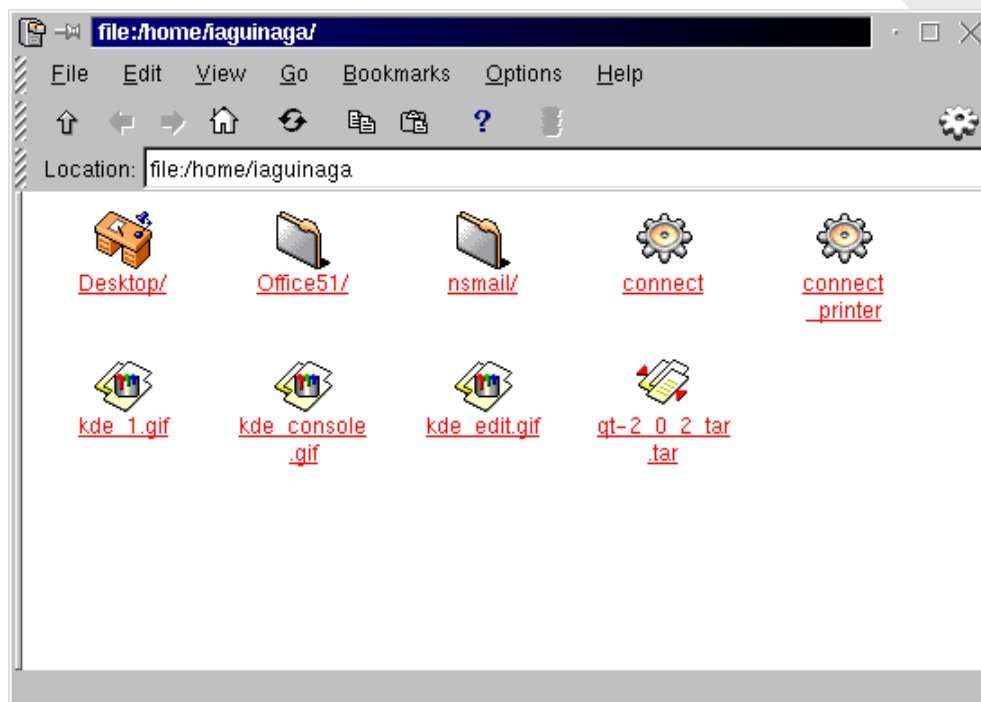 file:/home/iaguinaga/
File Edit View Go Bookmarks Options Help
?
Location: file:/home/iaguinaga
Desktop/ Office51/ nsmail/ connect connect
_printer
kde_1.gif kde_console kde_edit.gif qt-2_0_2_tar
.gif .tar